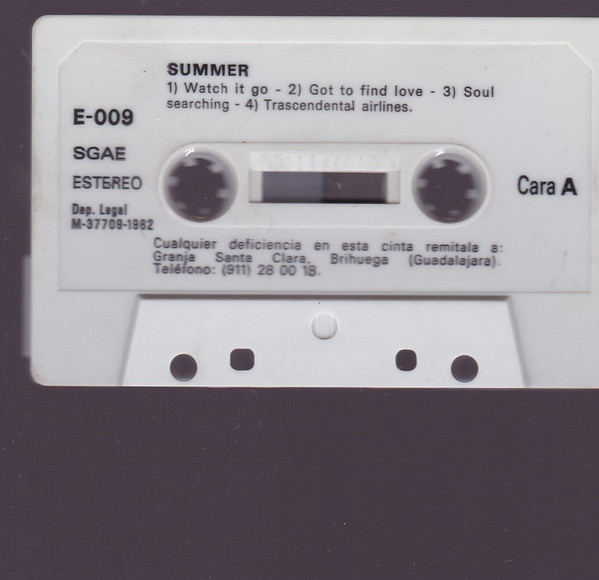 SUMMER
1) Watch it go - 2) Got to find love - 3) Soul
searching - 4) Trascendental airlines.
E-009
SGAE
ESTEREO
Cara A
Dep. Legal
M-37709-1982
Cualquier deficiencia en esta cinta remitala a:
Granja Santa Clara, Brihuega (Guadalajara).
Teléfono: (911) 28 00 18.